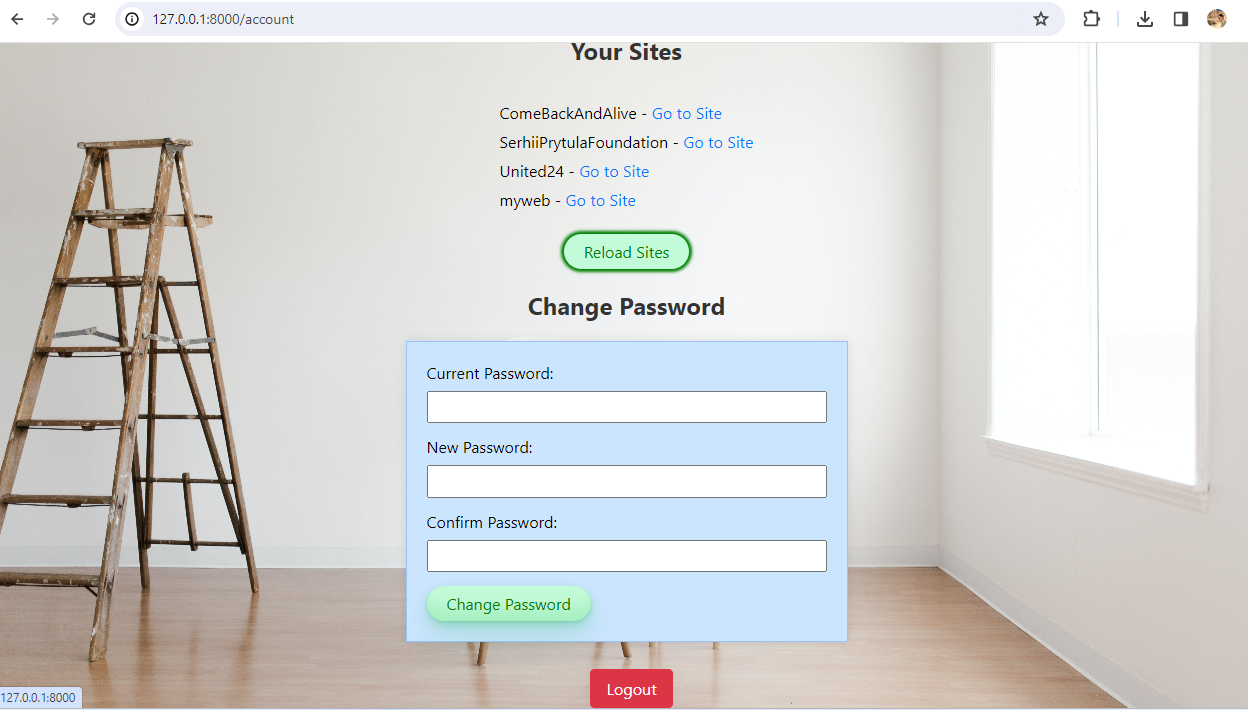 127.0.0.1:8000/account
Your Sites
ComeBackAndAlive - Go to Site
SerhiiPrytulaFoundation - Go to Site
United24 - Go to Site
myweb - Go to Site
Reload Sites
Change Password
Current Password:
New Password:
Confirm Password:
Change Password
Logout
127.0.0.1:8000